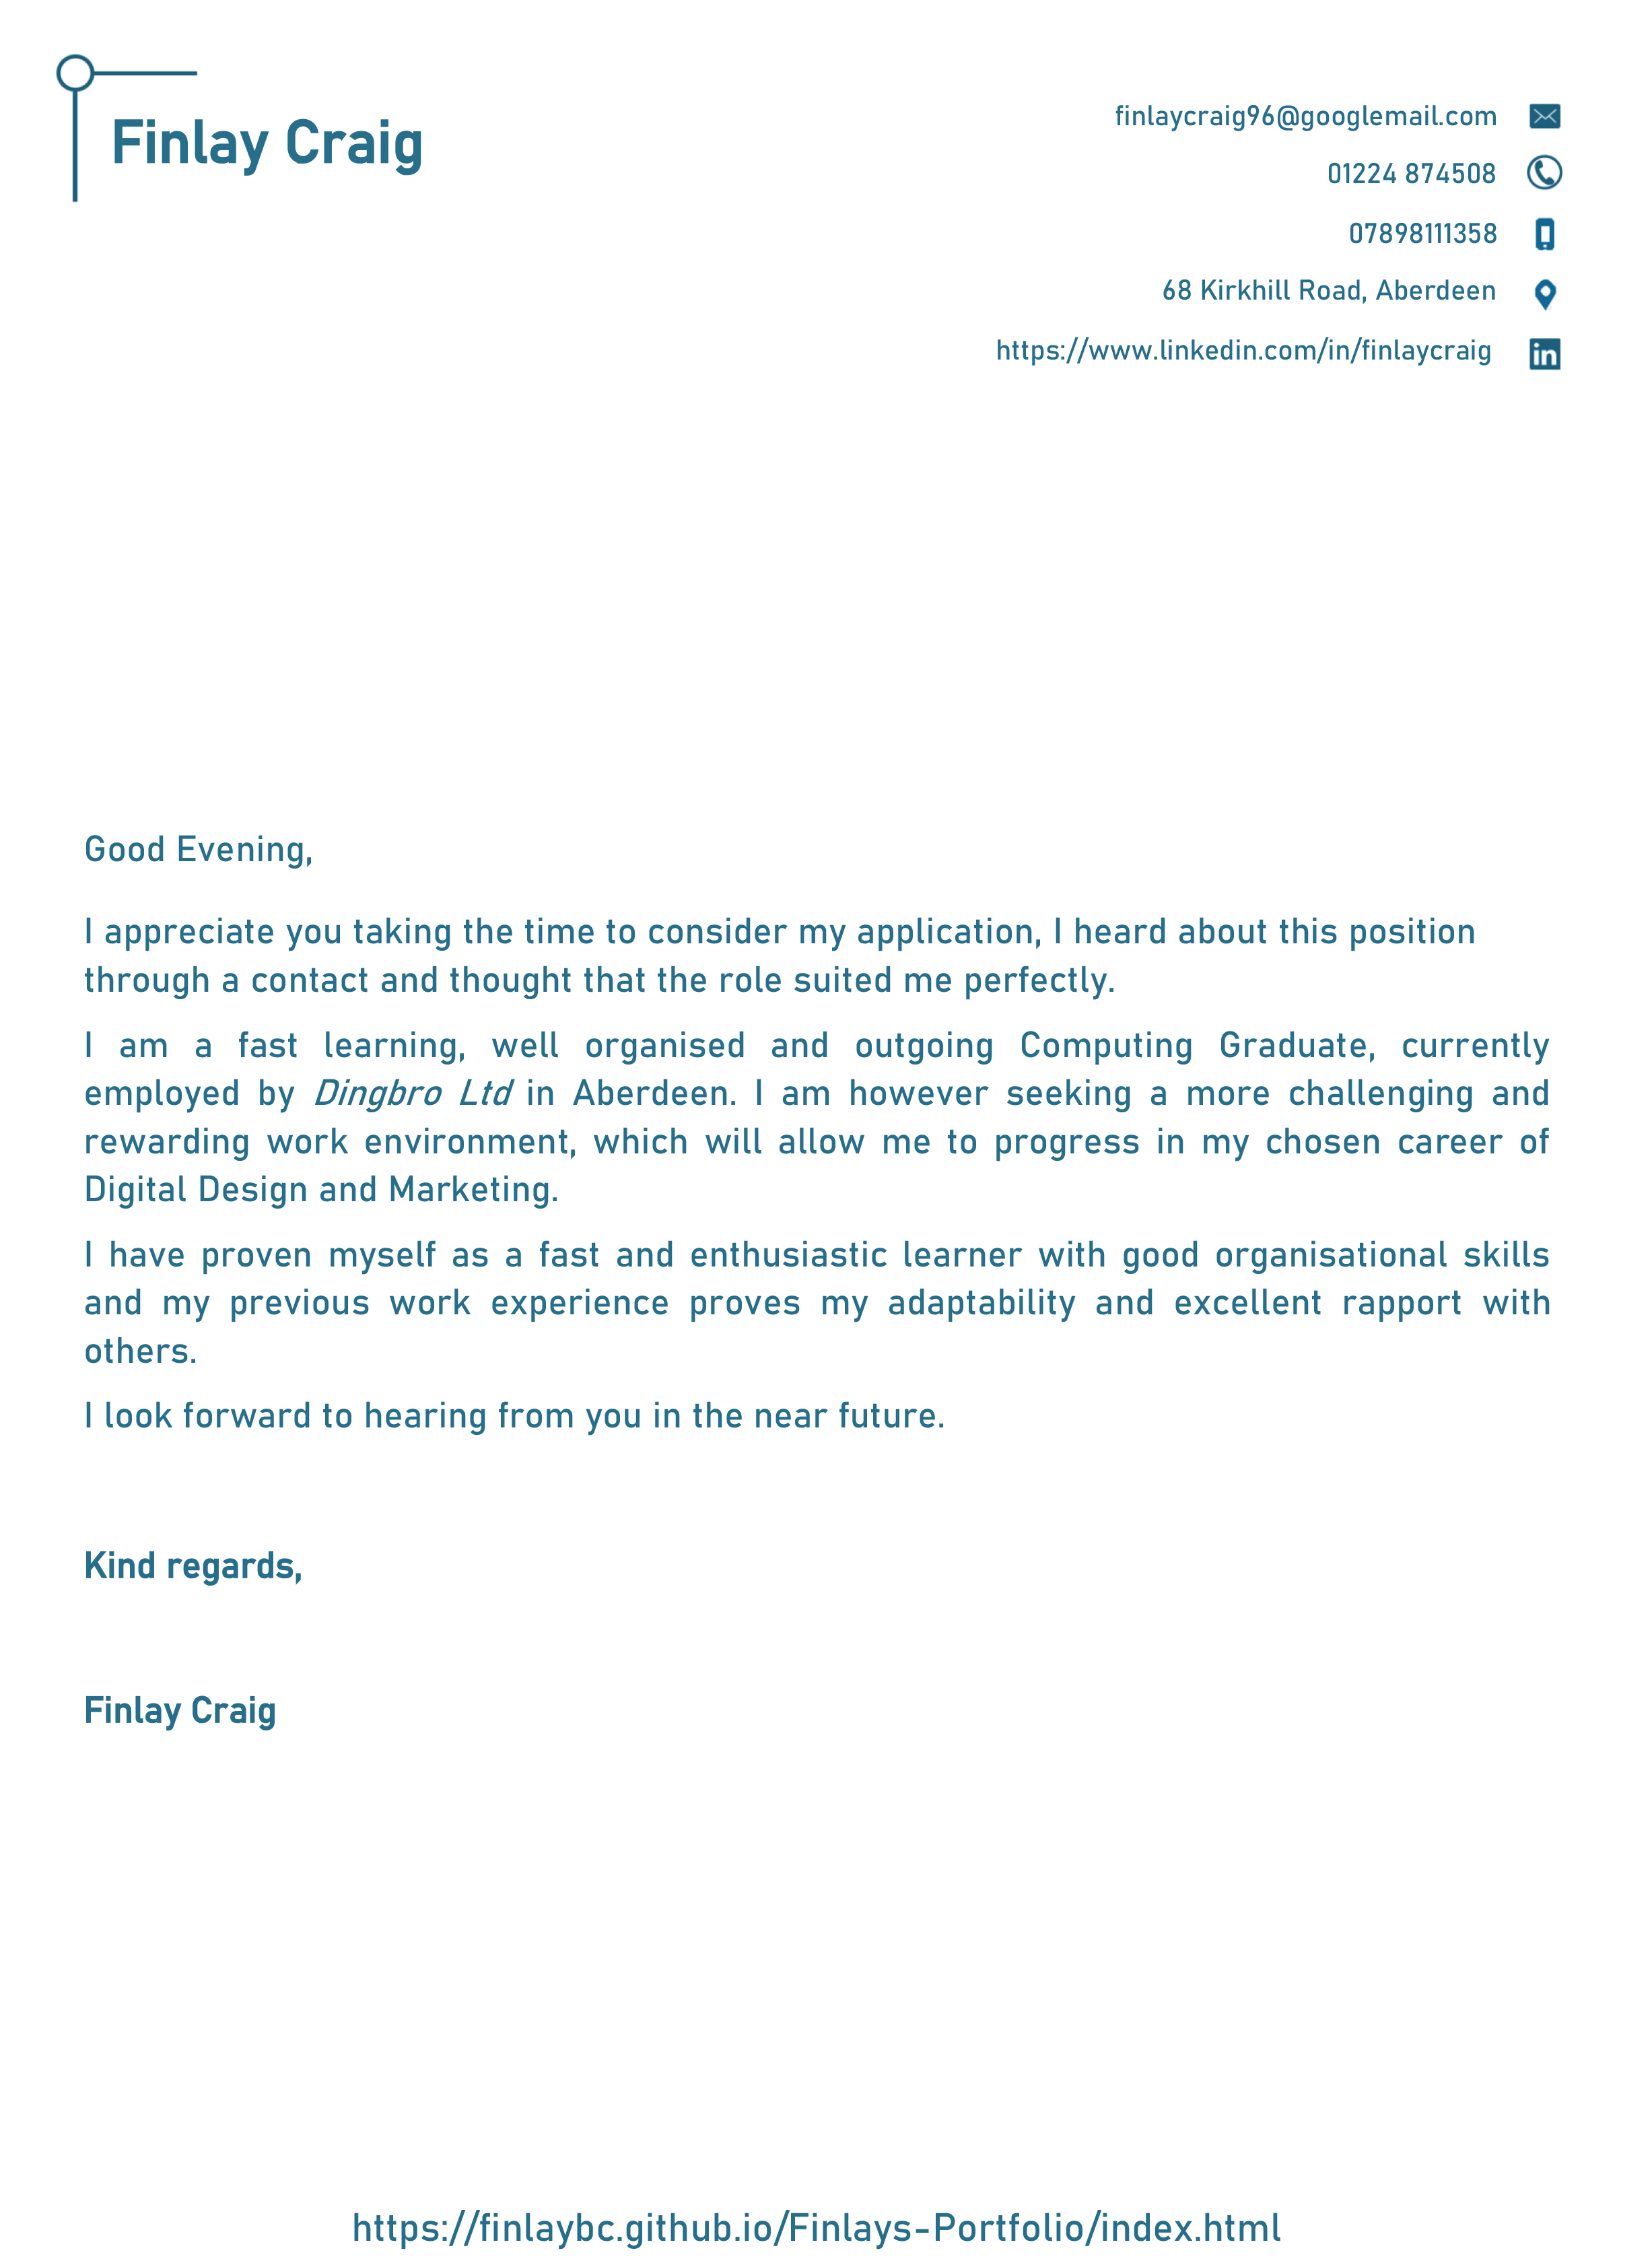 Finlay Craig
finlaycraig96@googlemail.com
01224 874508
07898111358
68 Kirkhill Road, Aberdeen
https://www.linkedin.com/in/finlaycraig
in
Good Evening,
I appreciate you taking the time to consider my application, I heard about this position
through a contact and thought that the role suited me perfectly.
I am a fast learning, well organised and outgoing Computing Graduate, currently
employed by Dingbro Ltd in Aberdeen. I am however seeking a more challenging and
rewarding work environment, which will allow me to progress in my chosen career of
Digital Design and Marketing.
I have proven myself as a fast and enthusiastic learner with good organisational skills
and my previous work experience proves my adaptability and excellent rapport with
others.
I look forward to hearing from you in the near future.
Kind regards,
Finlay Craig
https://finlaybc.github.io/Finlays-Portfolio/index.html